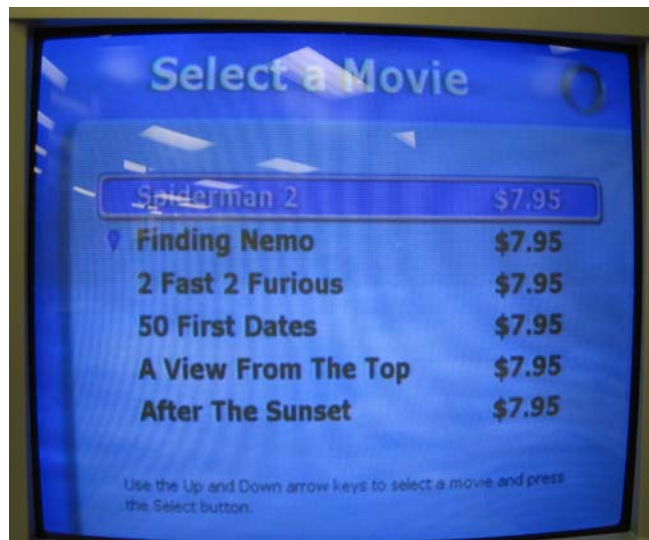 Select a Movie
Spiderman 2 $7.95
Finding Nemo $7.95
2 Fast 2 Furious $7.95
50 First Dates $7.95
A View From The Top $7.95
After The Sunset $7.95
Use the Up and Down arrow keys to select a movie and press
the Select button.